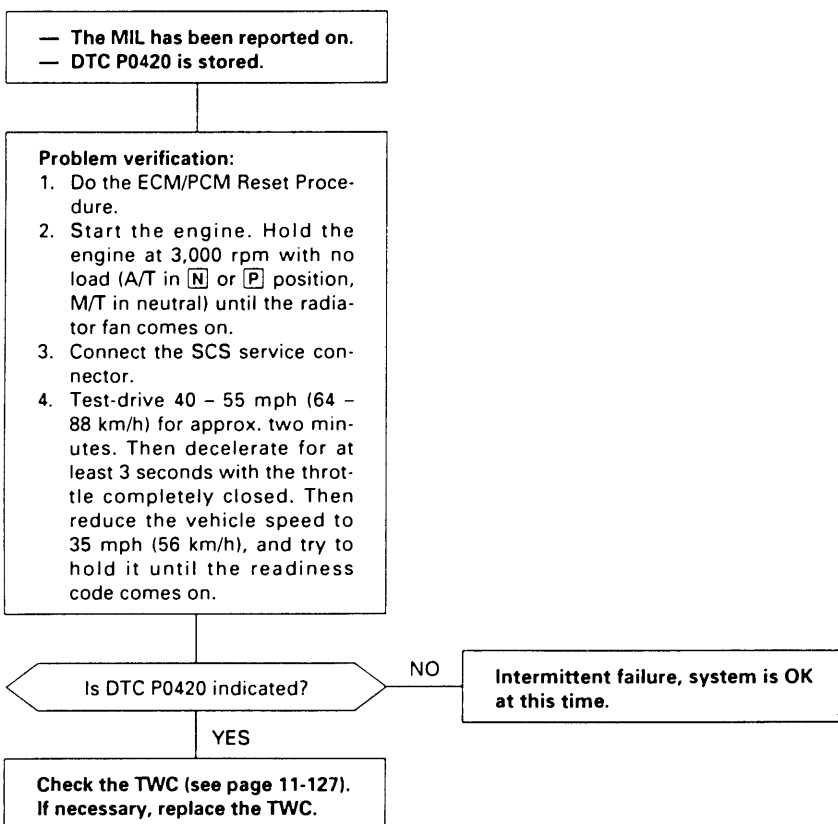 — The MIL has been reported on.
— DTC P0420 is stored.
Problem verification:
1. Do the ECM/PCM Reset Proce-
dure.
2. Start the engine. Hold the
engine at 3,000 rpm with no
load (A/T in N or P position,
M/T in neutral) until the radia-
tor fan comes on.
3. Connect the SCS service con-
nector.
4. Test-drive 40 – 55 mph (64 –
88 km/h) for approx. two min-
utes. Then decelerate for at
least 3 seconds with the throt-
tle completely closed. Then
reduce the vehicle speed to
35 mph (56 km/h), and try to
hold it until the readiness
code comes on.
Is DTC P0420 indicated?
NO
Intermittent failure, system is OK
at this time.
YES
Check the TWC (see page 11-127).
If necessary, replace the TWC.